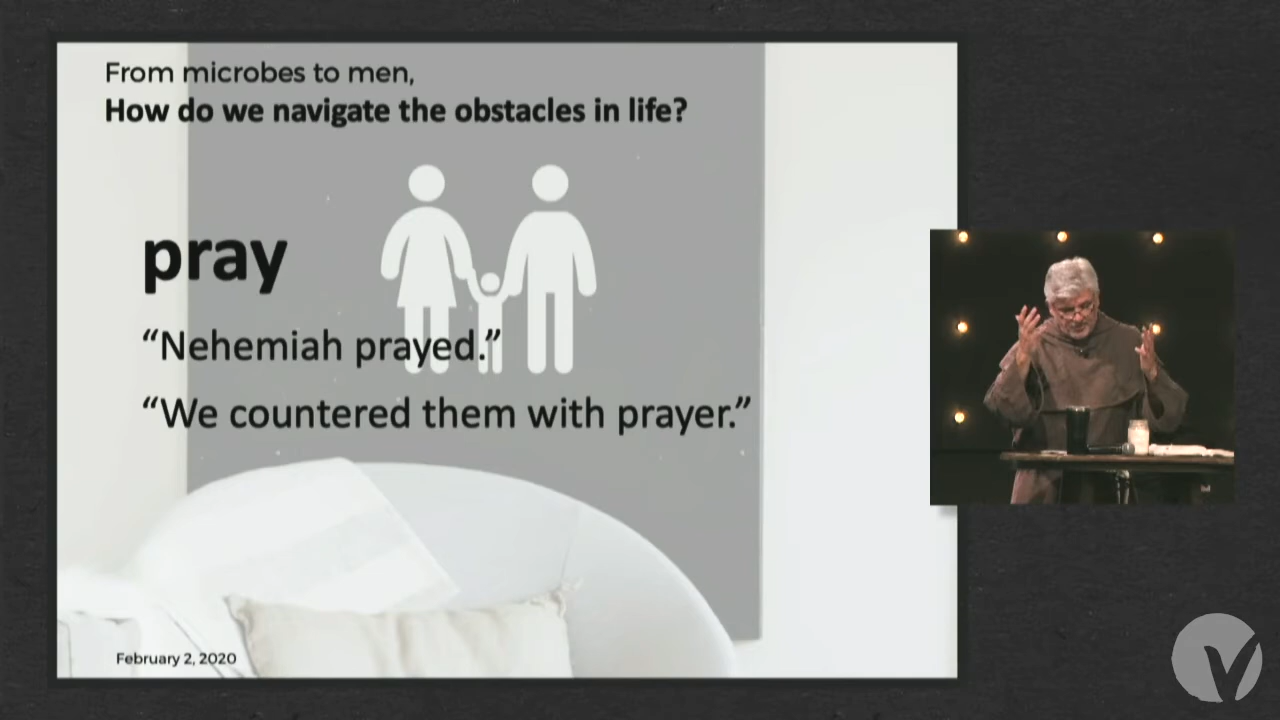 From microbes to men,
How do we navigate the obstacles in life?
pray
“Nehemiah prayed.”
“We countered them with prayer.”
February 2, 2020